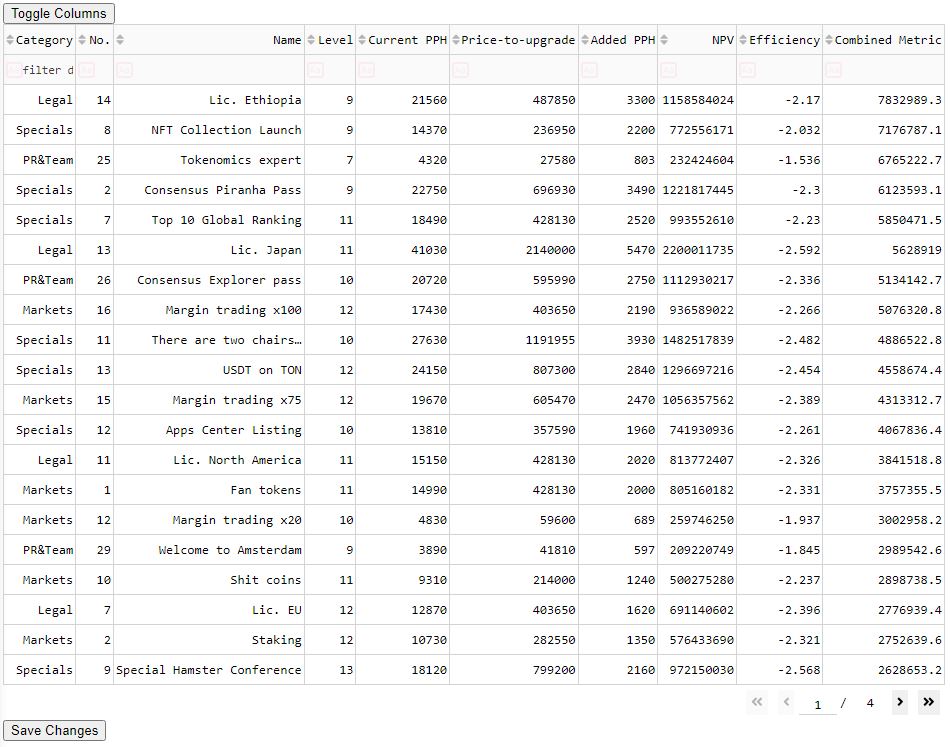 Toggle Columns
Category No. Name Level Current PPH Price-to-upgrade Added PPH NPV Efficiency Combined Metric
Aa filter d Aa Aa Aa Aa Aa Aa Aa Aa Aa
Legal 14 Lic. Ethiopia 9 21560 487850 3300 1158584024 -2.17 7832989.3
Specials 8 NFT Collection Launch 9 14370 236950 2200 772556171 -2.032 7176787.1
PR&Team 25 Tokenomics expert 7 4320 27580 803 232424604 -1.536 6765222.7
Specials 2 Consensus Piranha Pass 9 22750 696930 3490 1221817445 -2.3 6123593.1
Specials 7 Top 10 Global Ranking 11 18490 428130 2520 993552610 -2.23 5850471.5
Legal 13 Lic. Japan 11 41030 2140000 5470 2200011735 -2.592 5628919
PR&Team 26 Consensus Explorer pass 10 20720 595990 2750 1112930217 -2.336 5134142.7
Markets 16 Margin trading x100 12 17430 403650 2190 936589022 -2.266 5076320.8
Specials 11 There are two chairs… 10 27630 1191955 3930 1482517839 -2.482 4886522.8
Specials 13 USDT on TON 12 24150 807300 2840 1296697216 -2.454 4558674.4
Markets 15 Margin trading x75 12 19670 605470 2470 1056357562 -2.389 4313312.7
Specials 12 Apps Center Listing 10 13810 357590 1960 741930936 -2.261 4067836.4
Legal 11 Lic. North America 11 15150 428130 2020 813772407 -2.326 3841518.8
Markets 1 Fan tokens 11 14990 428130 2000 805160182 -2.331 3757355.5
Markets 12 Margin trading x20 10 4830 59600 689 259746250 -1.937 3002958.2
PR&Team 29 Welcome to Amsterdam 9 3890 41810 597 209220749 -1.845 2989542.6
Markets 10 Shit coins 11 9310 214000 1240 500275280 -2.237 2898738.5
Legal 7 Lic. EU 12 12870 403650 1620 691140602 -2.396 2776939.4
Markets 2 Staking 12 10730 282550 1350 576433690 -2.321 2752639.6
Specials 9 Special Hamster Conference 13 18120 799200 2160 972150030 -2.568 2628653.2
1 / 4
Save Changes